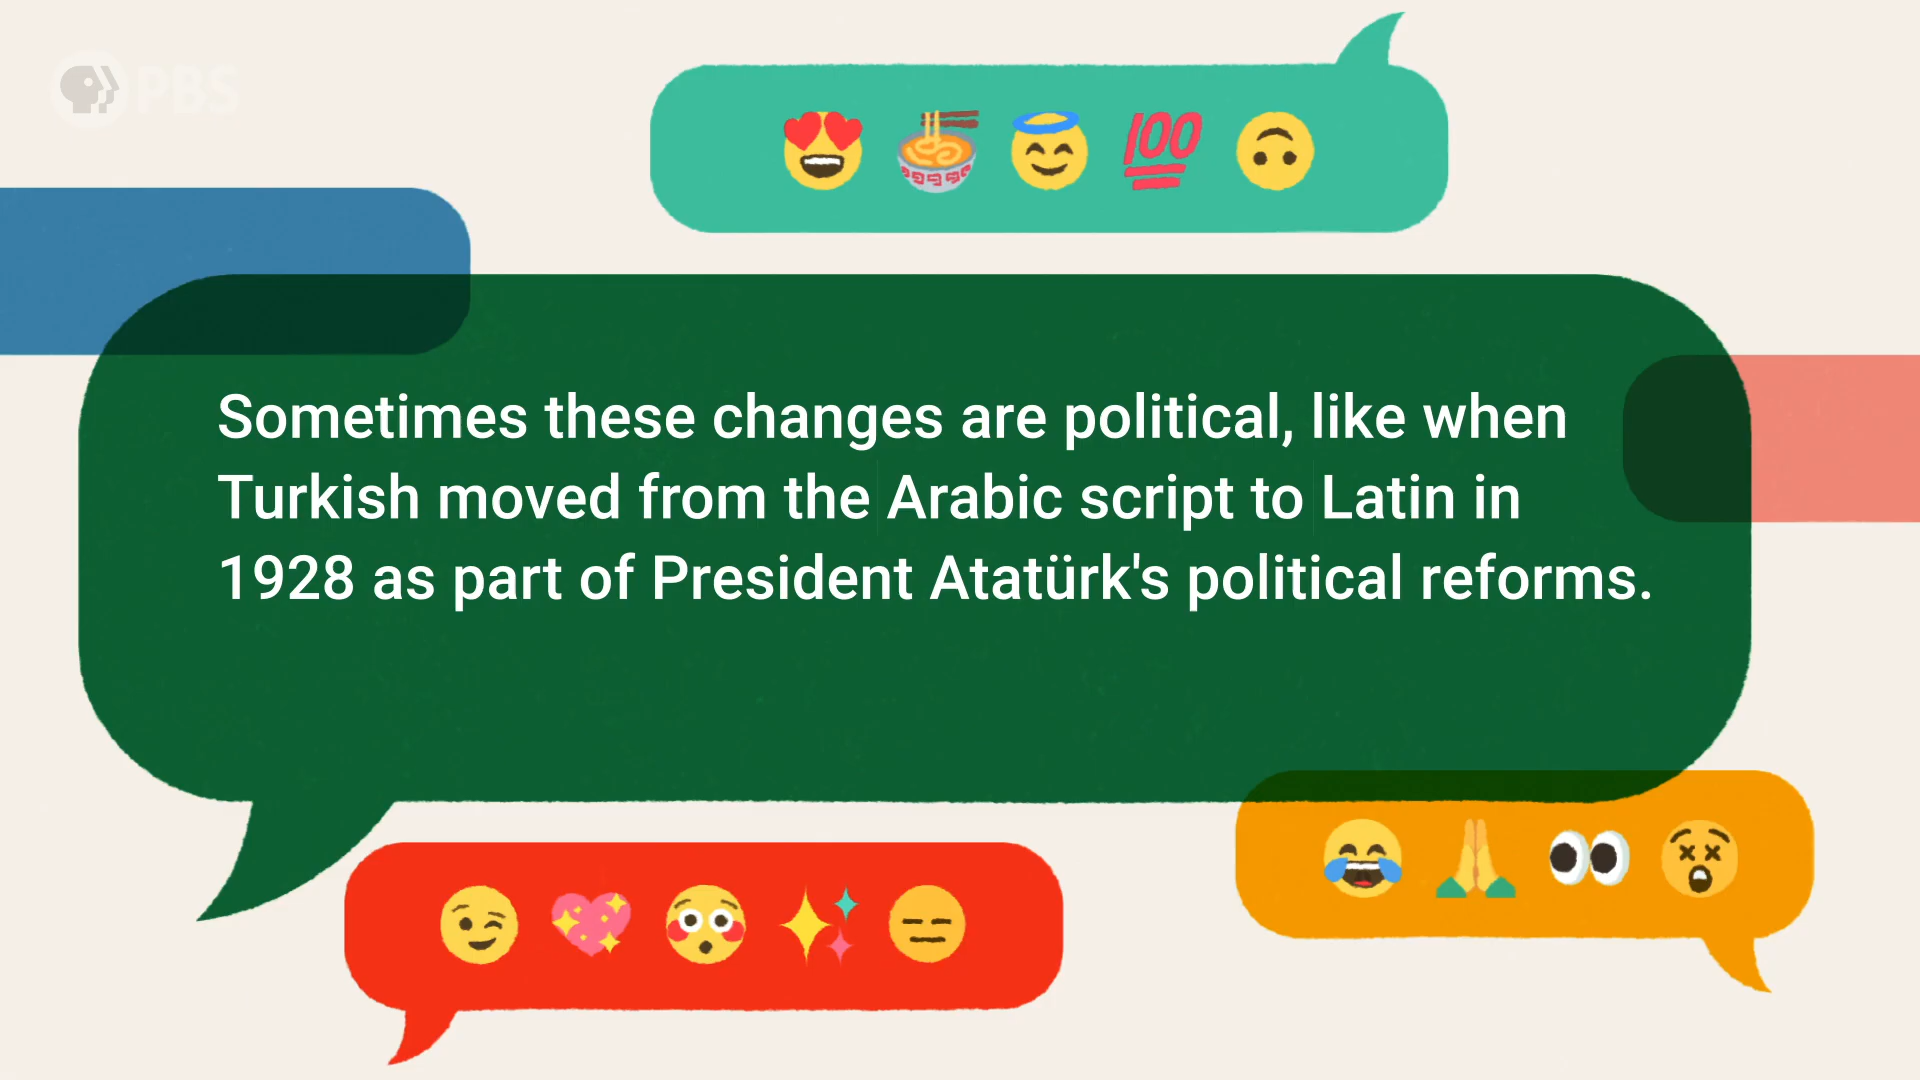 PBS
😍 🍜 😇 💯 🙃
Sometimes these changes are political, like when
Turkish moved from the Arabic script to Latin in
1928 as part of President Atatürk's political reforms.
😂 🙏 👀 😵
😉 💖 😳 ✨ 😑